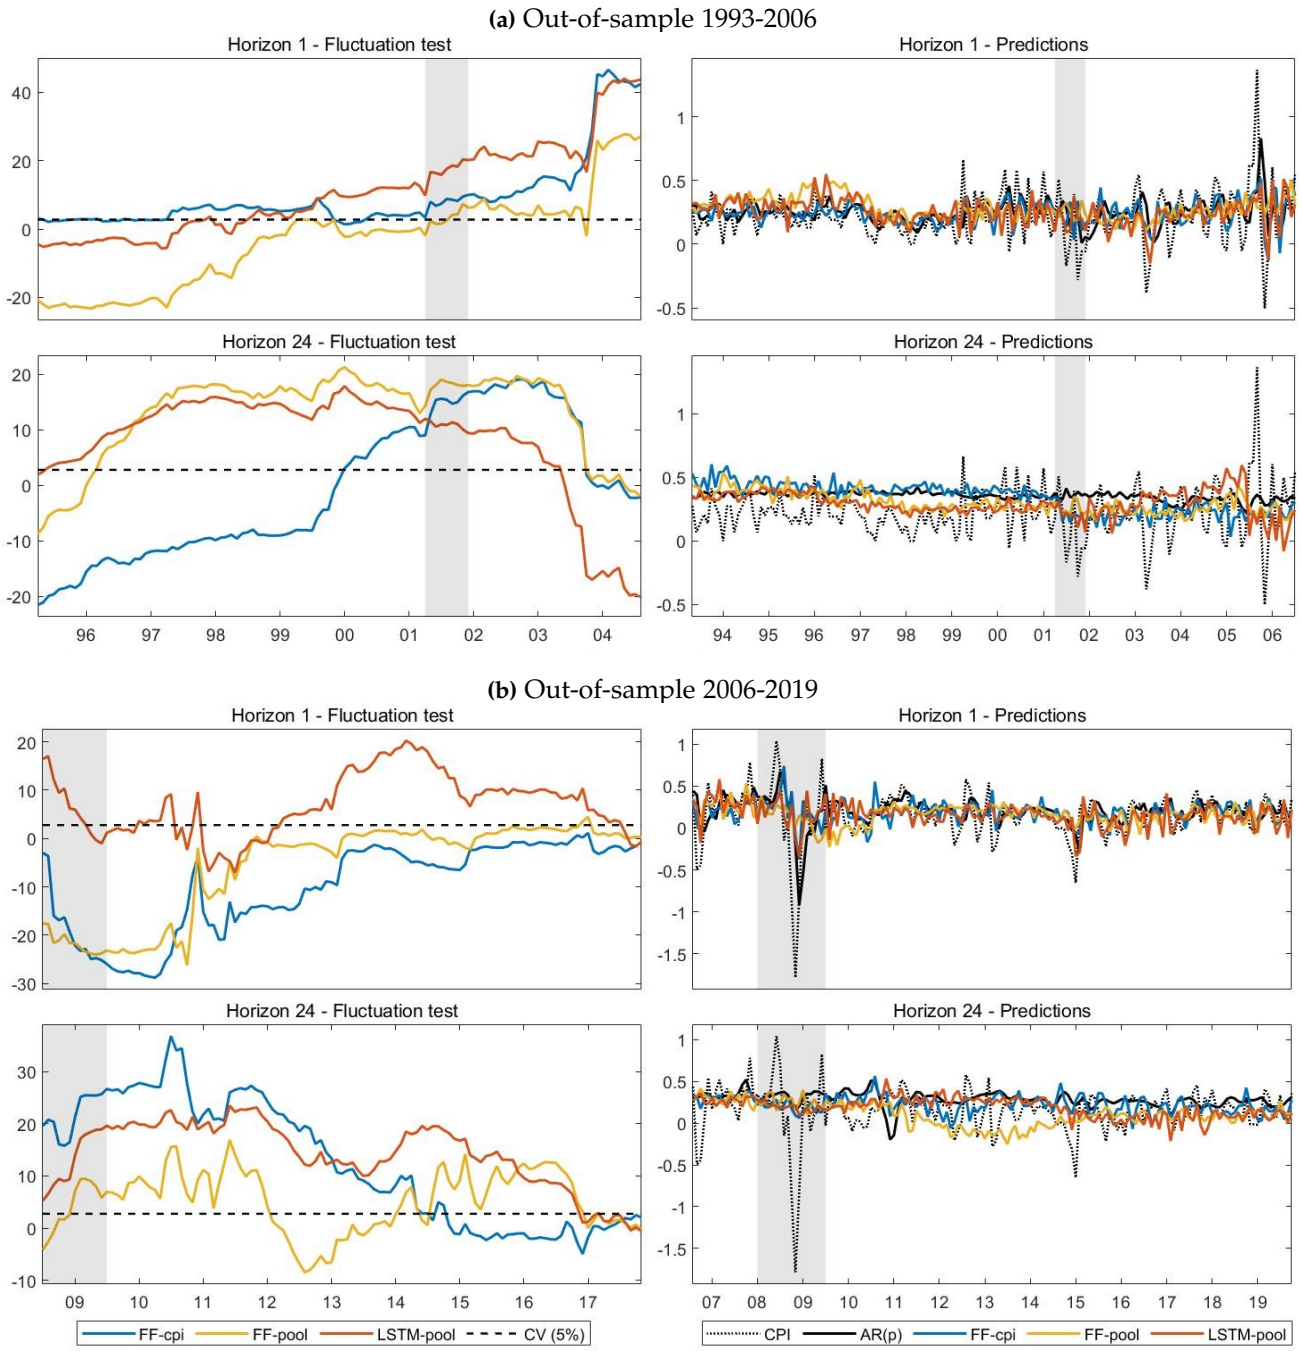 (a) Out-of-sample 1993-2006
Horizon 1 - Fluctuation test
40
20
0
-20
Horizon 1 - Predictions
1
0.5
0
-0.5
Horizon 24 - Fluctuation test
20
10
0
-10
-20
96 97 98 99 00 01 02 03 04
Horizon 24 - Predictions
1
0.5
0
-0.5
94 95 96 97 98 99 00 01 02 03 04 05 06
(b) Out-of-sample 2006-2019
Horizon 1 - Fluctuation test
20
10
0
-10
-20
-30
Horizon 1 - Predictions
1
0.5
0
-0.5
-1
-1.5
Horizon 24 - Fluctuation test
30
20
10
0
-10
09 10 11 12 13 14 15 16 17
FF-cpi FF-pool LSTM-pool CV (5%)
Horizon 24 - Predictions
1
0.5
0
-0.5
-1
-1.5
07 08 09 10 11 12 13 14 15 16 17 18 19
CPI AR(p) FF-cpi FF-pool LSTM-pool